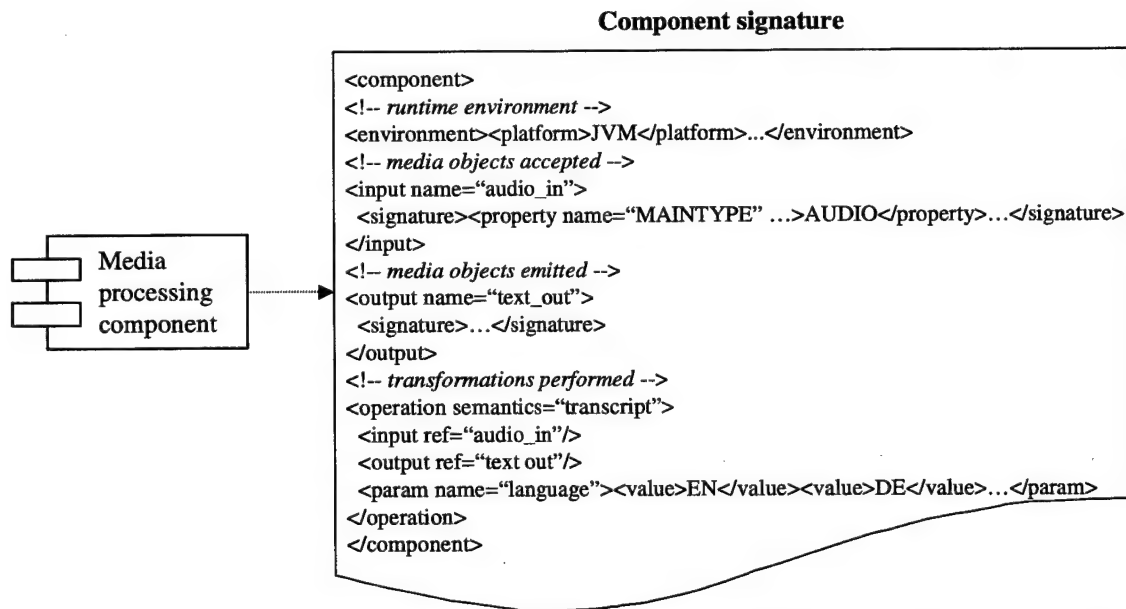 Component signature
<component>
<!-- runtime environment -->
<environment><platform>JVM</platform>...</environment>
<!-- media objects accepted -->
<input name=“audio_in”>
<signature><property name=“MAINTYPE” …>AUDIO</property>…</signature>
</input>
<!-- media objects emitted -->
<output name=“text_out”>
<signature>…</signature>
</output>
<!-- transformations performed -->
<operation semantics=“transcript”>
<input ref=“audio_in”/>
<output ref=“text out”/>
<param name=“language”><value>EN</value><value>DE</value>…</param>
</operation>
</component>
Media
processing
component